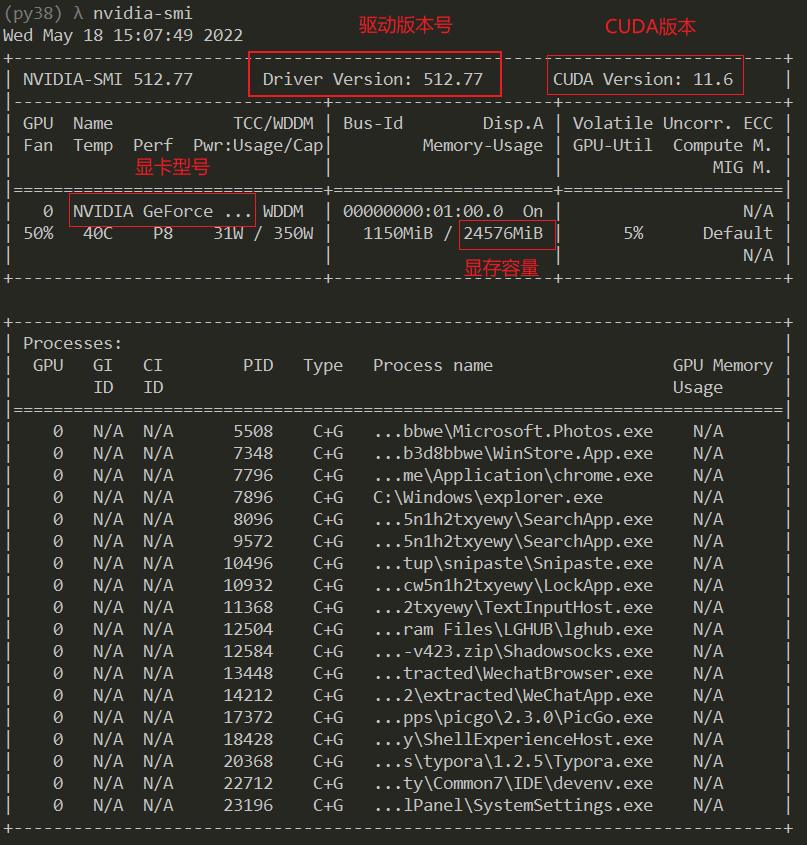 (py38) λ nvidia-smi
驱动版本号
CUDA版本
Wed May 18 15:07:49 2022
+-----------------------------------------------------------------------------+
| NVIDIA-SMI 512.77       Driver Version: 512.77       CUDA Version: 11.6     |
|-------------------------------+----------------------+----------------------+
| GPU  Name            TCC/WDDM | Bus-Id        Disp.A | Volatile Uncorr. ECC |
| Fan  Temp  Perf  Pwr:Usage/Cap|         Memory-Usage | GPU-Util  Compute M. |
显卡型号
|                               |                      |               MIG M. |
|===============================+======================+======================|
|   0  NVIDIA GeForce ... WDDM  | 00000000:01:00.0  On |                  N/A |
| 50%   40C    P8    31W / 350W |   1150MiB / 24576MiB |      5%      Default |
|                               |                      |                  N/A |
显存容量
+-------------------------------+----------------------+----------------------+
+-----------------------------------------------------------------------------+
| Processes:                                                                  |
|  GPU   GI   CI        PID   Type   Process name                  GPU Memory |
|        ID   ID                                                   Usage      |
|=============================================================================|
|    0   N/A  N/A      5508    C+G   ...bbwe\Microsoft.Photos.exe    N/A      |
|    0   N/A  N/A      7348    C+G   ...b3d8bbwe\WinStore.App.exe    N/A      |
|    0   N/A  N/A      7796    C+G   ...me\Application\chrome.exe    N/A      |
|    0   N/A  N/A      7896    C+G   C:\Windows\explorer.exe         N/A      |
|    0   N/A  N/A      8096    C+G   ...5n1h2txyewy\SearchApp.exe    N/A      |
|    0   N/A  N/A      9572    C+G   ...5n1h2txyewy\SearchApp.exe    N/A      |
|    0   N/A  N/A     10496    C+G   ...tup\snipaste\Snipaste.exe    N/A      |
|    0   N/A  N/A     10932    C+G   ...cw5n1h2txyewy\LockApp.exe    N/A      |
|    0   N/A  N/A     11368    C+G   ...2txyewy\TextInputHost.exe    N/A      |
|    0   N/A  N/A     12504    C+G   ...ram Files\LGHUB\lghub.exe    N/A      |
|    0   N/A  N/A     12584    C+G   ...-v423.zip\Shadowsocks.exe    N/A      |
|    0   N/A  N/A     13448    C+G   ...tracted\WechatBrowser.exe    N/A      |
|    0   N/A  N/A     14212    C+G   ...2\extracted\WeChatApp.exe    N/A      |
|    0   N/A  N/A     17372    C+G   ...pps\picgo\2.3.0\PicGo.exe    N/A      |
|    0   N/A  N/A     18428    C+G   ...y\ShellExperienceHost.exe    N/A      |
|    0   N/A  N/A     20368    C+G   ...s\typora\1.2.5\Typora.exe    N/A      |
|    0   N/A  N/A     22712    C+G   ...ty\Common7\IDE\devenv.exe    N/A      |
|    0   N/A  N/A     23196    C+G   ...lPanel\SystemSettings.exe    N/A      |
+-----------------------------------------------------------------------------+